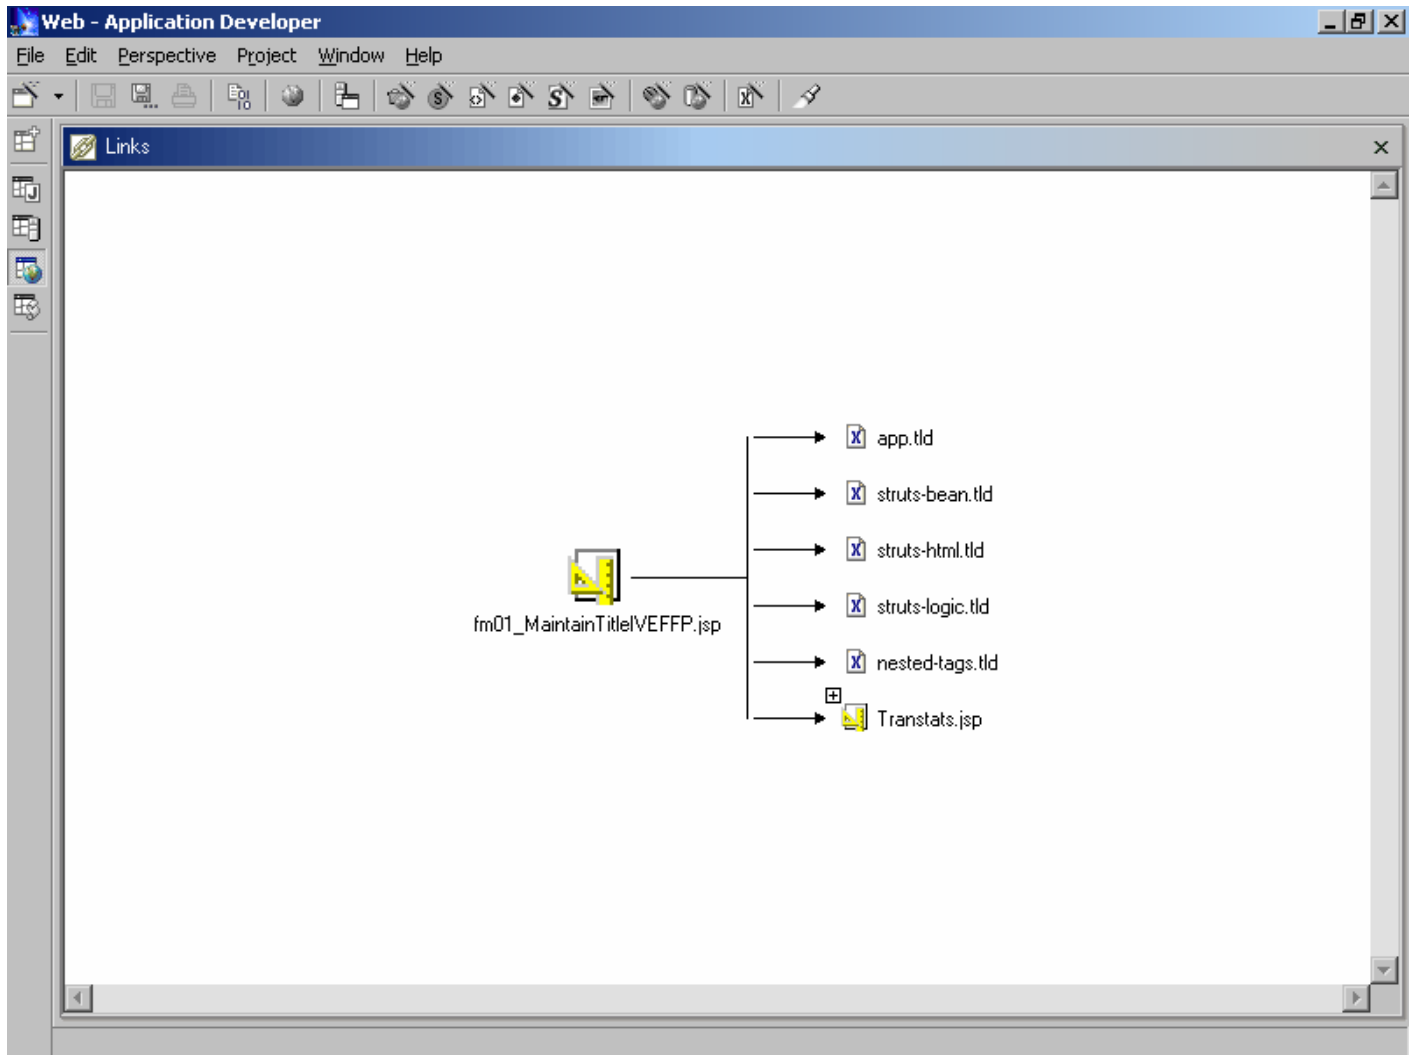 Web - Application Developer
File Edit Perspective Project Window Help
Links
app.tld
struts-bean.tld
struts-html.tld
struts-logic.tld
fm01_MaintainTitleIVEFFP.jsp
nested-tags.tld
Transtats.jsp